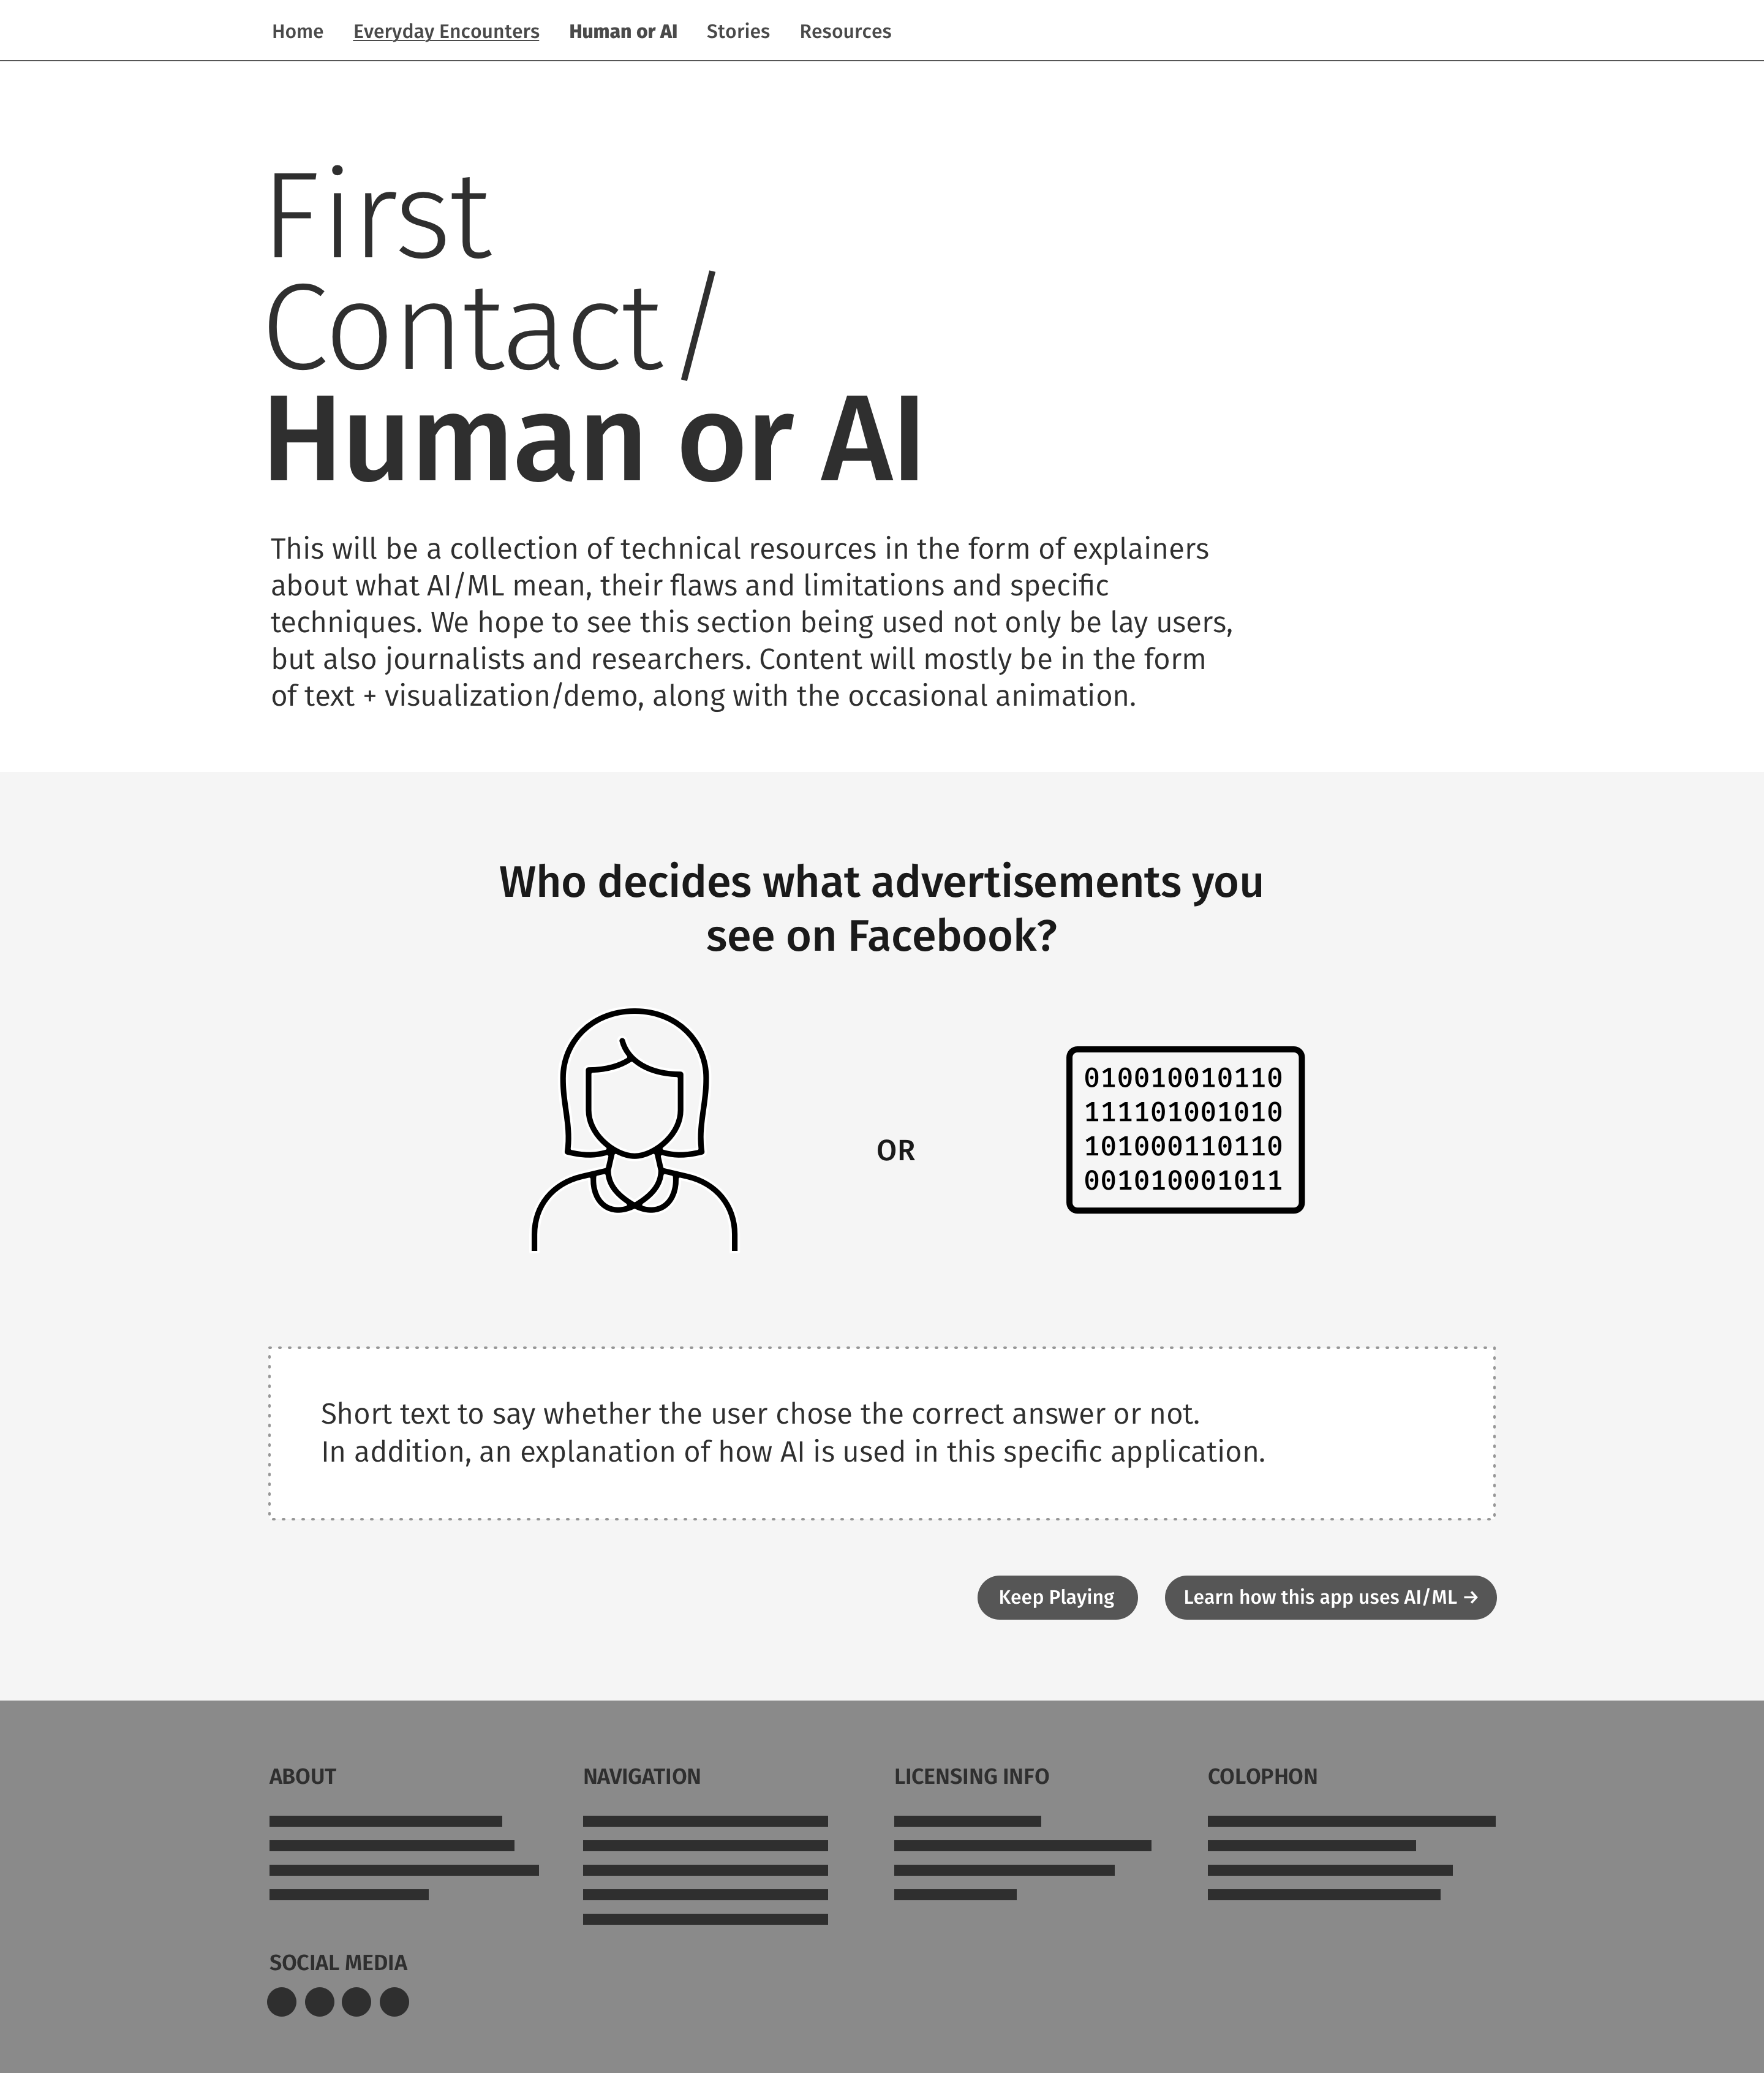 Home Everyday Encounters Human or AI Stories Resources
First
Contact/
Human or AI
This will be a collection of technical resources in the form of explainers
about what AI/ML mean, their flaws and limitations and specific
techniques. We hope to see this section being used not only be lay users,
but also journalists and researchers. Content will mostly be in the form
of text + visualization/demo, along with the occasional animation.
Who decides what advertisements you
see on Facebook?
OR
010010010110
111101001010
101000110110
001010001011
Short text to say whether the user chose the correct answer or not.
In addition, an explanation of how AI is used in this specific application.
Keep Playing
Learn how this app uses AI/ML →
ABOUT
NAVIGATION
LICENSING INFO
COLOPHON
SOCIAL MEDIA